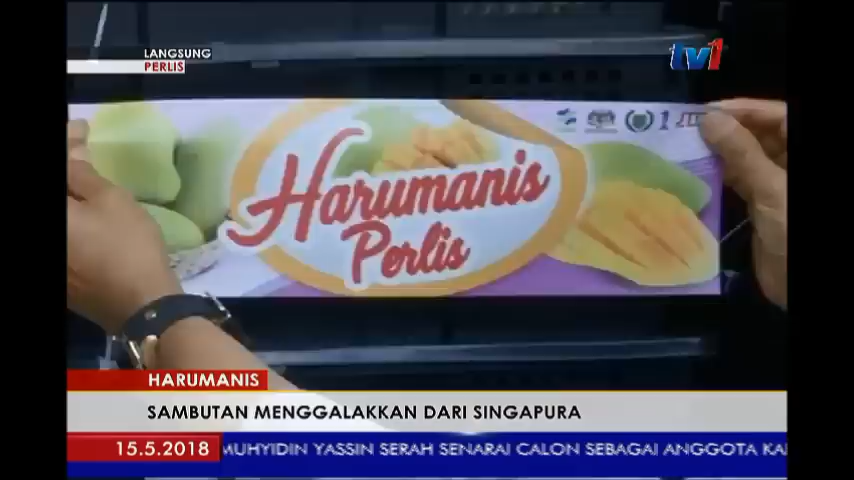 LANGSUNG
PERLIS
tv1
Harumanis
Perlis
HARUMANIS
SAMBUTAN MENGGALAKKAN DARI SINGAPURA
15.5.2018 MUHYIDIN YASSIN SERAH SENARAI CALON SEBAGAI ANGGOTA KA